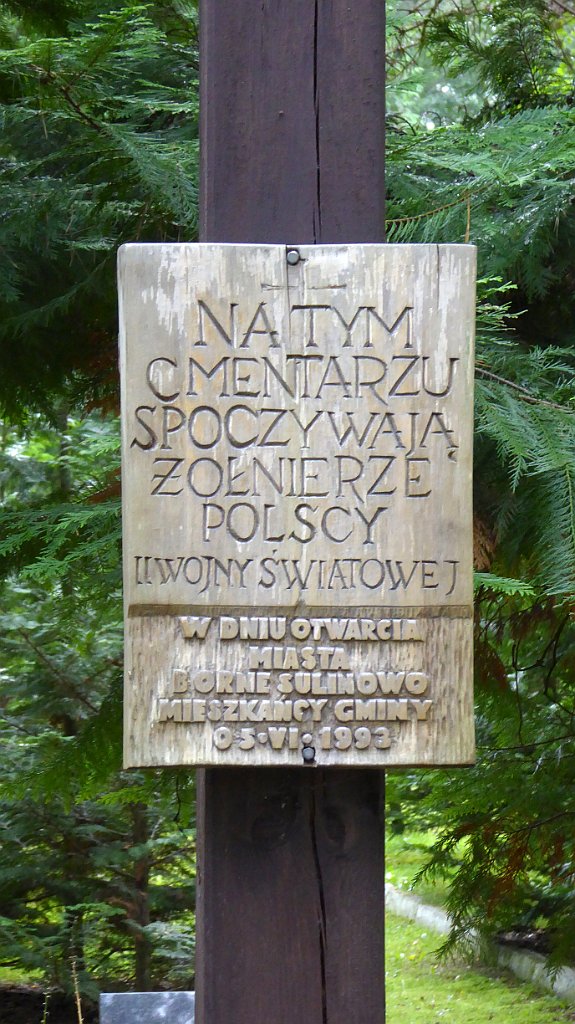 NA TYM
CMENTARZU
SPOCZYWAJĄ
ŻOŁNIERZE
POLSCY
II WOJNY ŚWIATOWEJ
W DNIU OTWARCIA
MIASTA
BORNE SULINOWO
MIESZKAŃCY GMINY
05·VI·1993